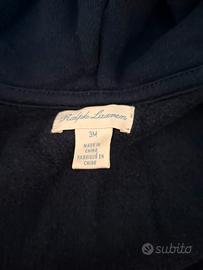 Ralph Lauren
3M
MADE IN
CHINA
FABRIQUÉ EN
CHINE
subito